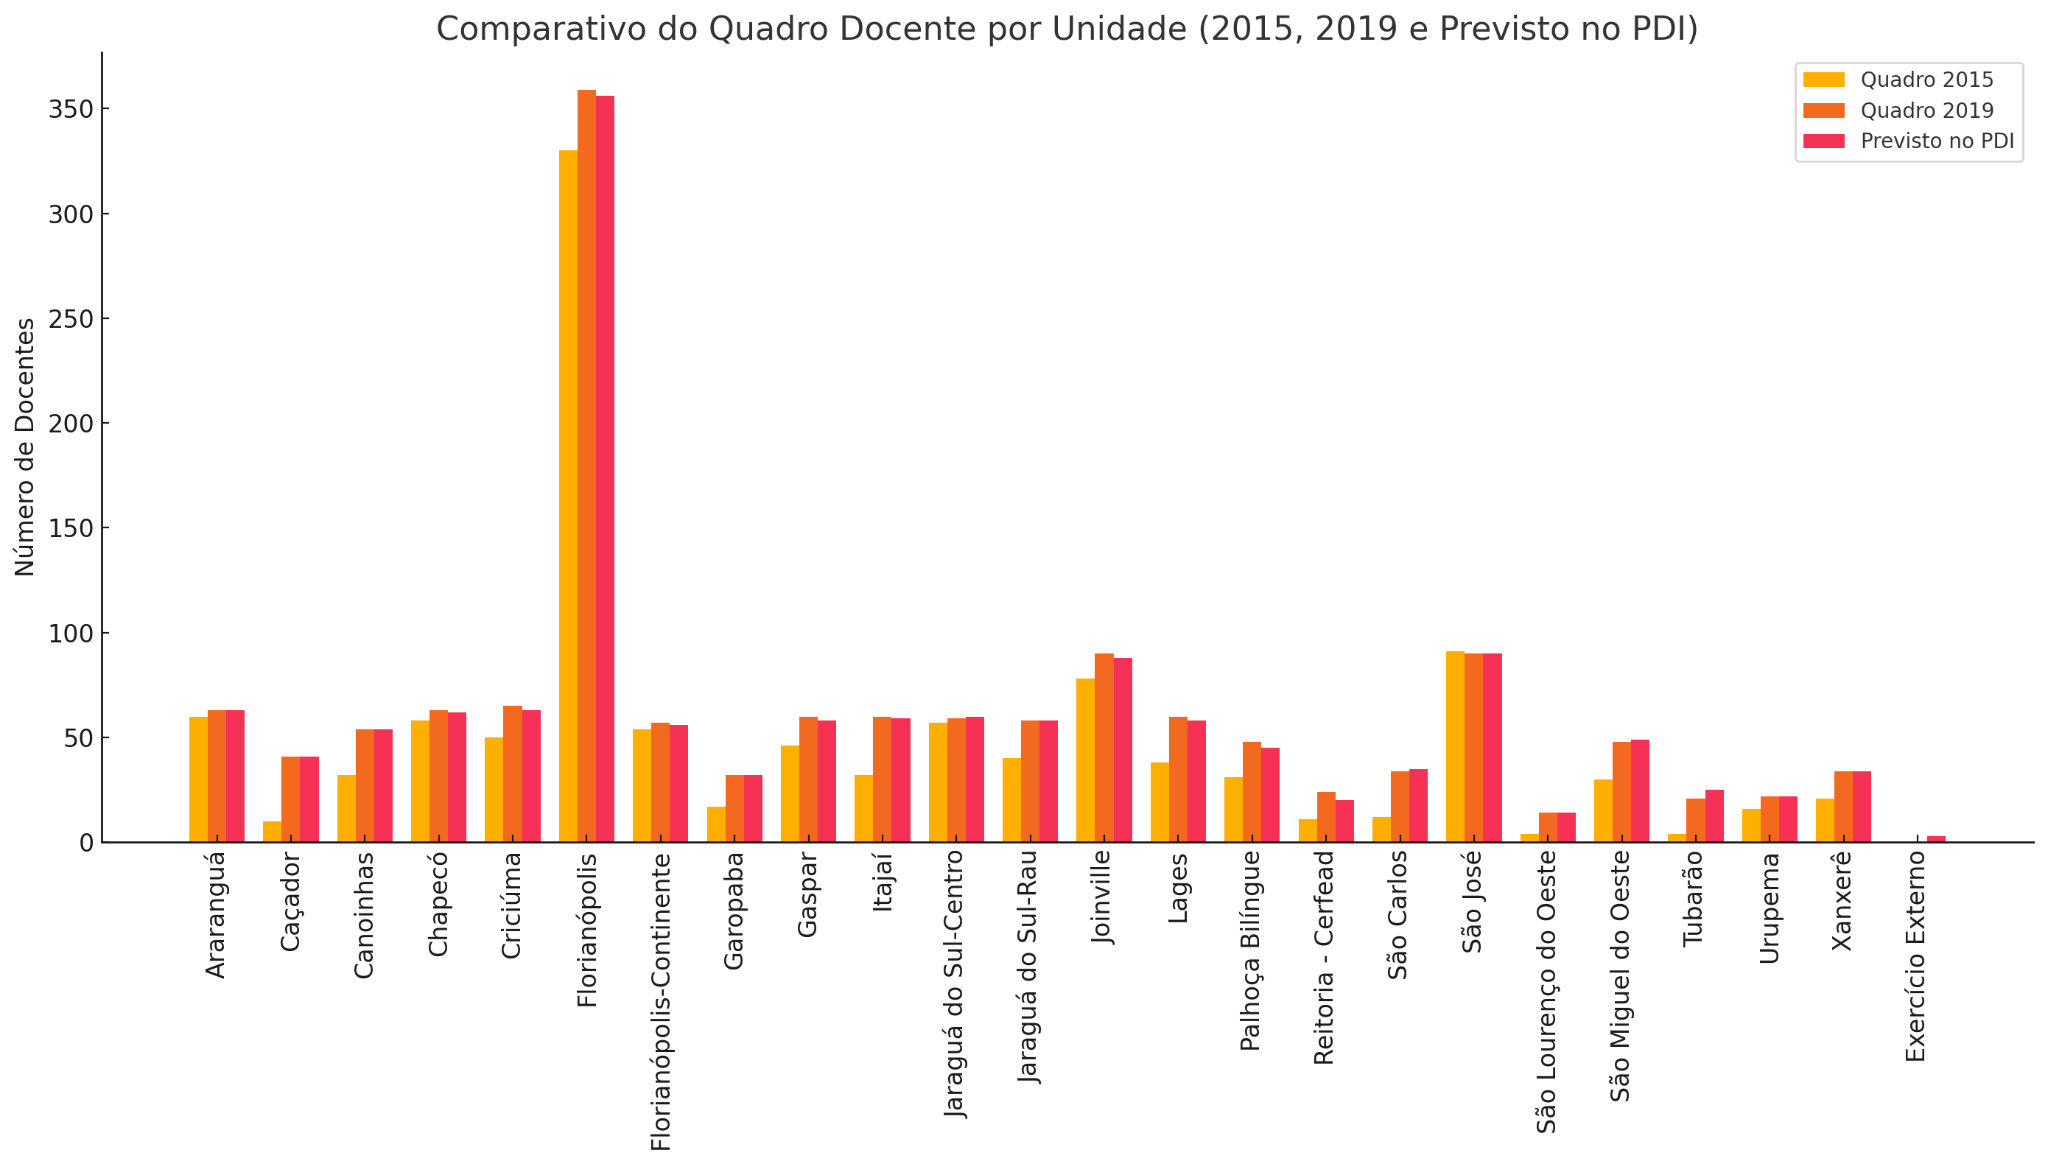 Comparativo do Quadro Docente por Unidade (2015, 2019 e Previsto no PDI)
Quadro 2015
Quadro 2019
Previsto no PDI
Número de Docentes
350
300
250
200
150
100
50
0
Araranguá
Caçador
Canoinhas
Chapecó
Criciúma
Florianópolis
Florianópolis-Continente
Garopaba
Gaspar
Itajaí
Jaraguá do Sul-Centro
Jaraguá do Sul-Rau
Joinville
Lages
Palhoça Bilíngue
Reitoria - Cerfead
São Carlos
São José
São Lourenço do Oeste
São Miguel do Oeste
Tubarão
Urupema
Xanxerê
Exercício Externo